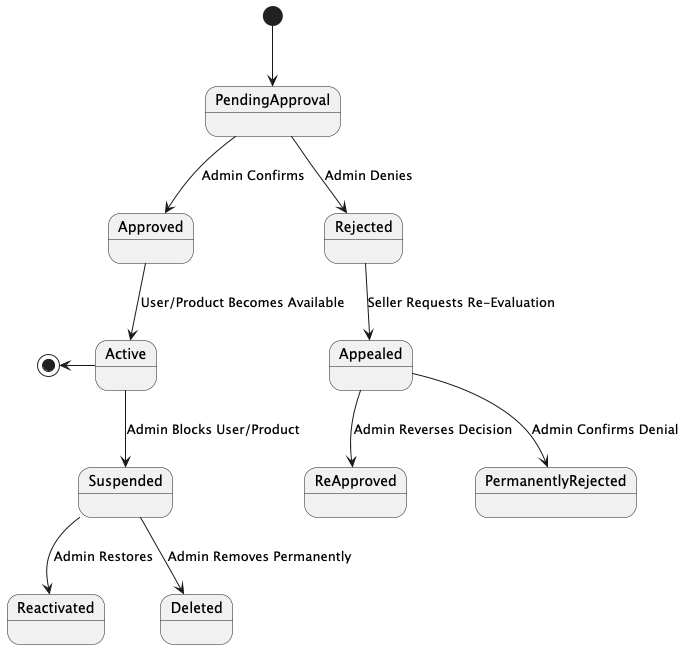 PendingApproval
Admin Confirms
Admin Denies
Approved
Rejected
User/Product Becomes Available
Seller Requests Re-Evaluation
Active
Appealed
Admin Blocks User/Product
Admin Reverses Decision
Admin Confirms Denial
Suspended
ReApproved
PermanentlyRejected
Admin Restores
Admin Removes Permanently
Reactivated
Deleted